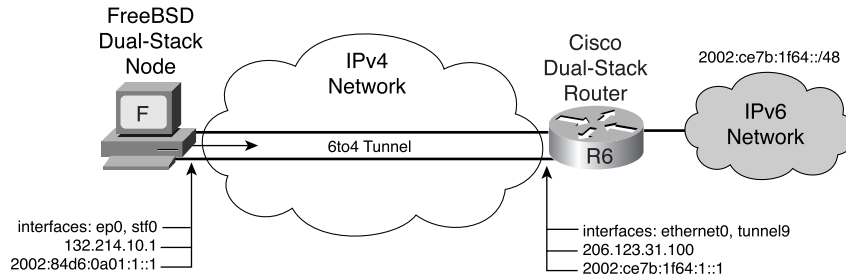 FreeBSD
Dual-Stack
Node
F
IPv4
Network
6to4 Tunnel
Cisco
Dual-Stack
Router
R6
2002:ce7b:1f64::/48
IPv6
Network
interfaces: ep0, stf0
132.214.10.1
2002:84d6:0a01:1::1
interfaces: ethernet0, tunnel9
206.123.31.100
2002:ce7b:1f64:1::1